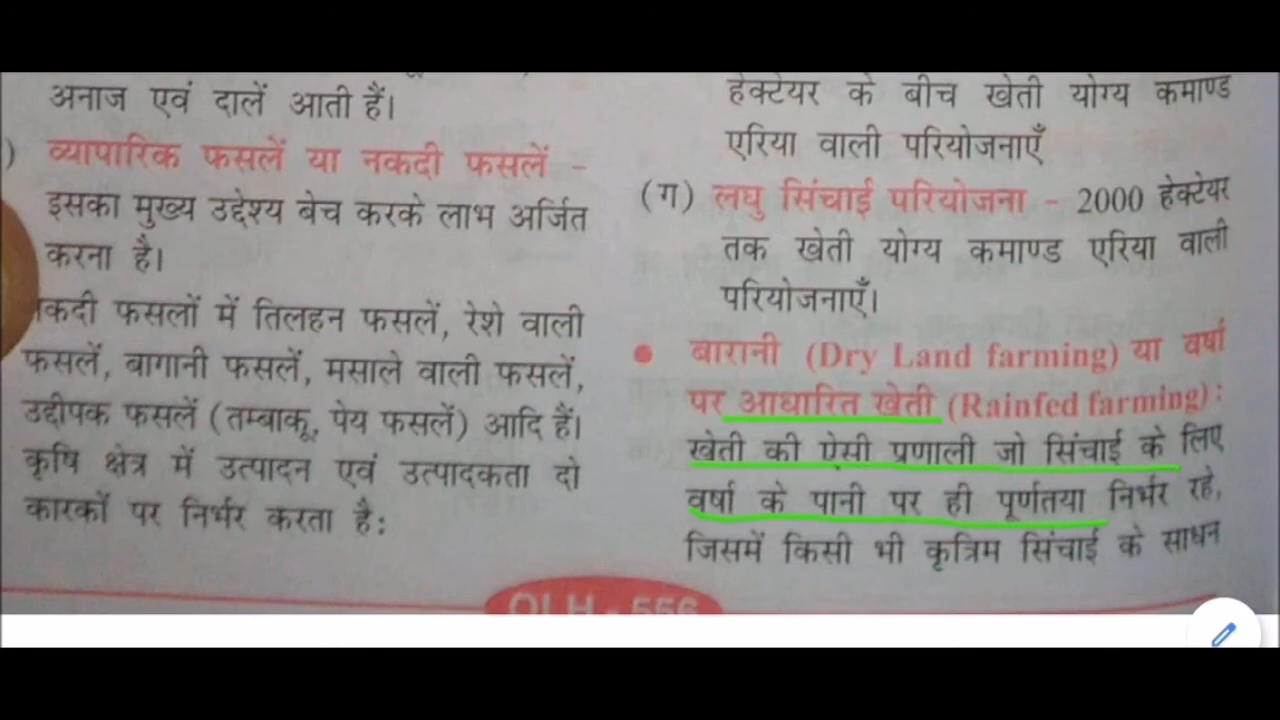 अनाज एवं दालें आती हैं।
) व्यापारिक फसलें या नकदी फसलें -
इसका मुख्य उद्देश्य बेच करके लाभ अर्जित
करना है।
कदी फसलों में तिलहन फसलें, रेशे वाली
फसलें, बागानी फसलें, मसाले वाली फसलें,
उद्दीपक फसलें (तम्बाकू, पेय फसलें) आदि हैं।
कृषि क्षेत्र में उत्पादन एवं उत्पादकता दो
कारकों पर निर्भर करता है:
हेक्टेयर के बीच खेती योग्य कमाण्ड
एरिया वाली परियोजनाएँ
(ग) लघु सिंचाई परियोजना - 2000 हेक्टेयर
तक खेती योग्य कमाण्ड एरिया वाली
परियोजनाएँ।
• बारानी (Dry Land farming) या वर्षा
पर आधारित खेती (Rainfed farming):
खेती की ऐसी प्रणाली जो सिंचाई के लिए
वर्षा के पानी पर ही पूर्णतया निर्भर रहे,
जिसमें किसी भी कृत्रिम सिंचाई के साधन